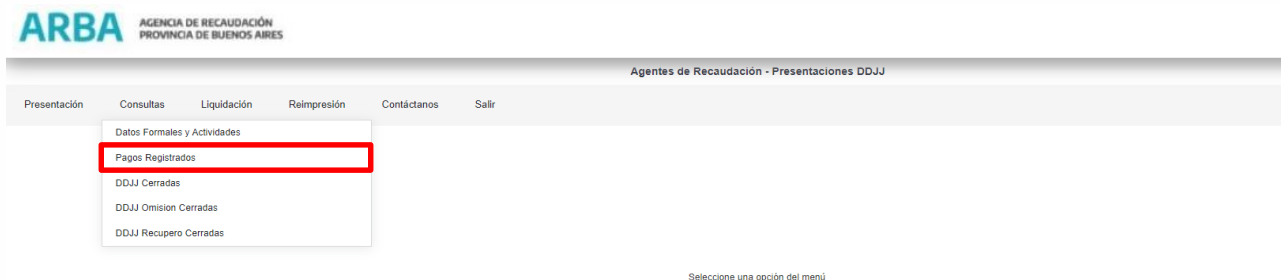 ARBA AGENCIA DE RECAUDACIÓN
PROVINCIA DE BUENOS AIRES
Agentes de Recaudación - Presentaciones DDJJ
Presentación Consultas Liquidación Reimpresión Contáctanos Salir
Datos Formales y Actividades
Pagos Registrados
DDJJ Cerradas
DDJJ Omision Cerradas
DDJJ Recupero Cerradas
Seleccione una opción del menú